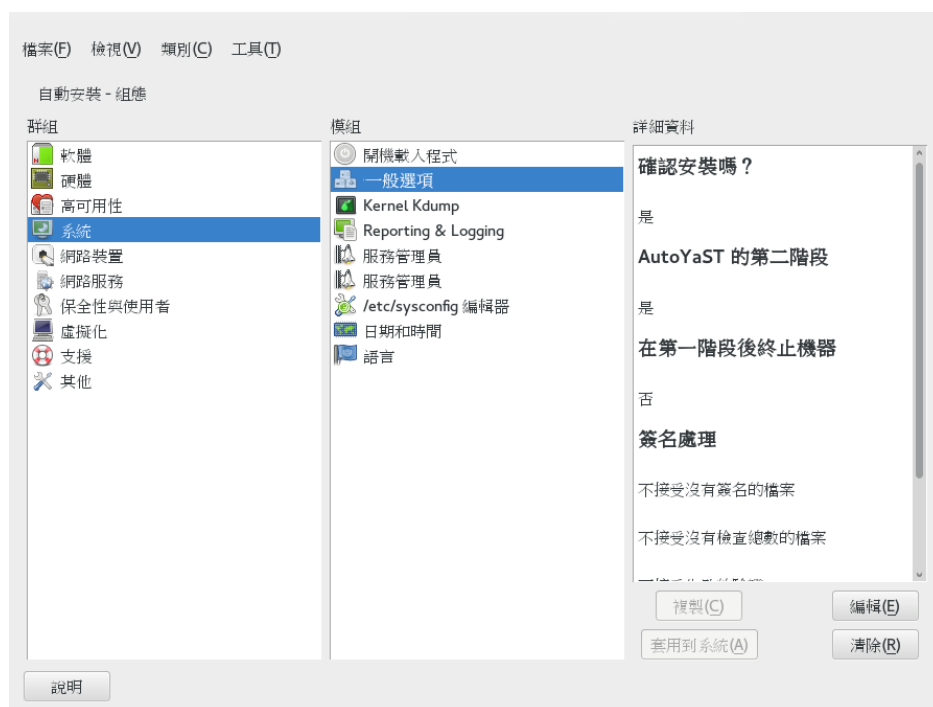 檔案(F) 檢視(V) 類別(C) 工具(T)
自動安裝 - 組態
群組
軟體
硬體
高可用性
系統
網路裝置
網路服務
保全性與使用者
虛擬化
支援
其他
模組
開機載入程式
一般選項
Kernel Kdump
Reporting & Logging
服務管理員
服務管理員
/etc/sysconfig 編輯器
日期和時間
語言
詳細資料
確認安裝嗎？
是
AutoYaST 的第二階段
是
在第一階段後終止機器
否
簽名處理
不接受沒有簽名的檔案
不接受沒有檢查總數的檔案
複製(C) 編輯(E)
套用到系統(A) 清除(R)
說明